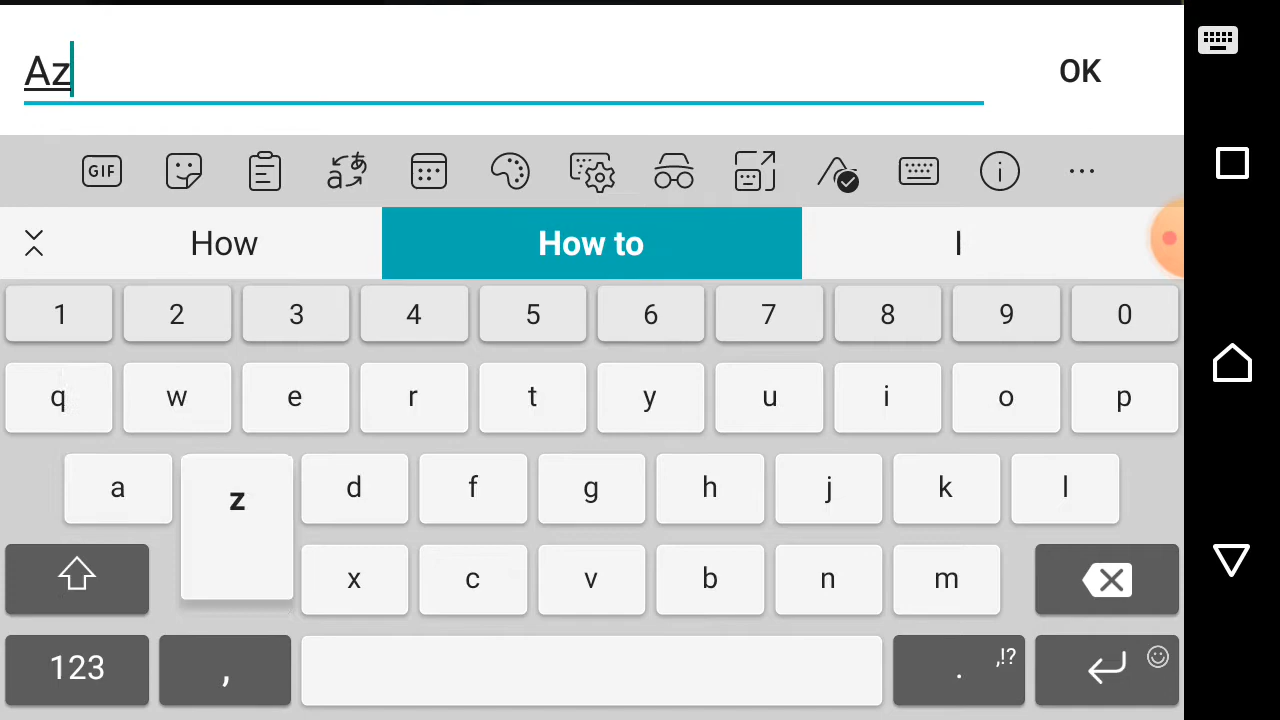 Az
OK
GIF
How How to I
1 2 3 4 5 6 7 8 9 0
q w e r t y u i o p
a z d f g h j k l
x c v b n m
123 , . ,!?